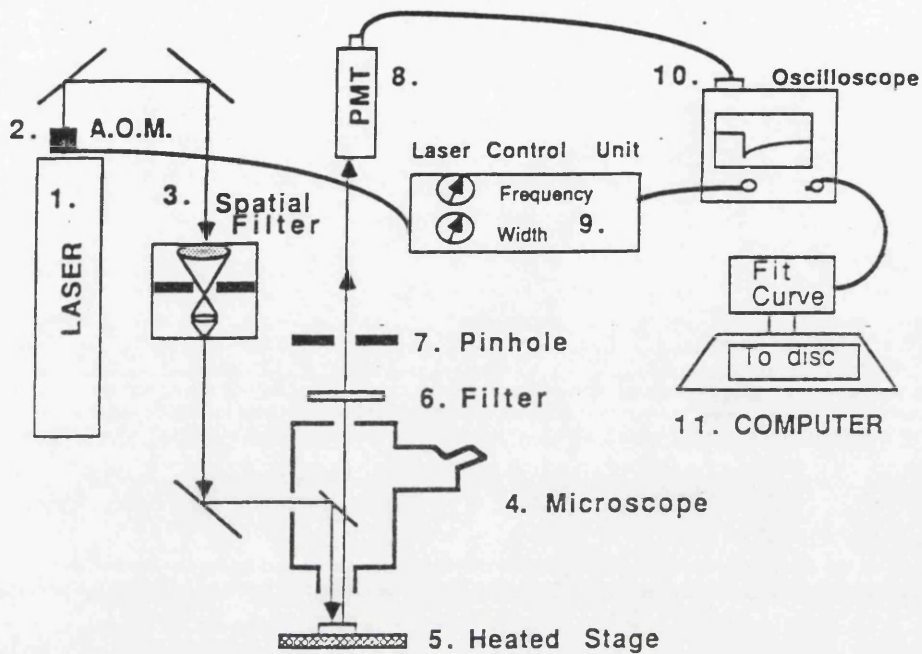 8.
PMT
10.
Oscilloscope
2.
A.O.M.
Laser Control Unit
Frequency
Width
9.
1.
LASER
3.
Spatial
Filter
Fit
Curve
To disc
11. COMPUTER
7. Pinhole
6. Filter
4. Microscope
5. Heated Stage